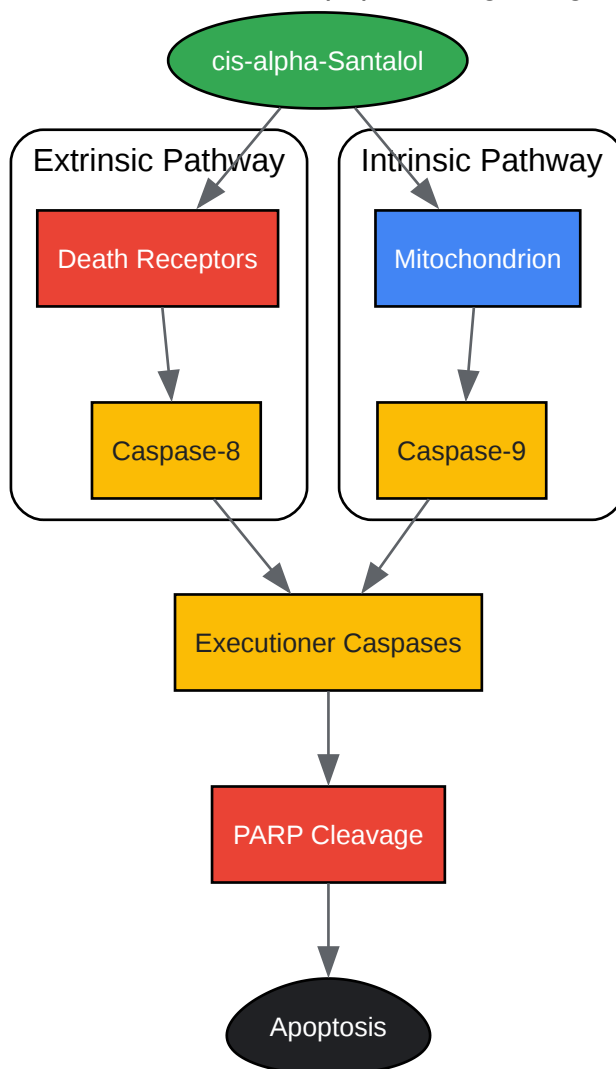 cis-alpha-Santalol
Extrinsic Pathway
Intrinsic Pathway
Death Receptors
Mitochondrion
Caspase-8
Caspase-9
Executioner Caspases
PARP Cleavage
Apoptosis